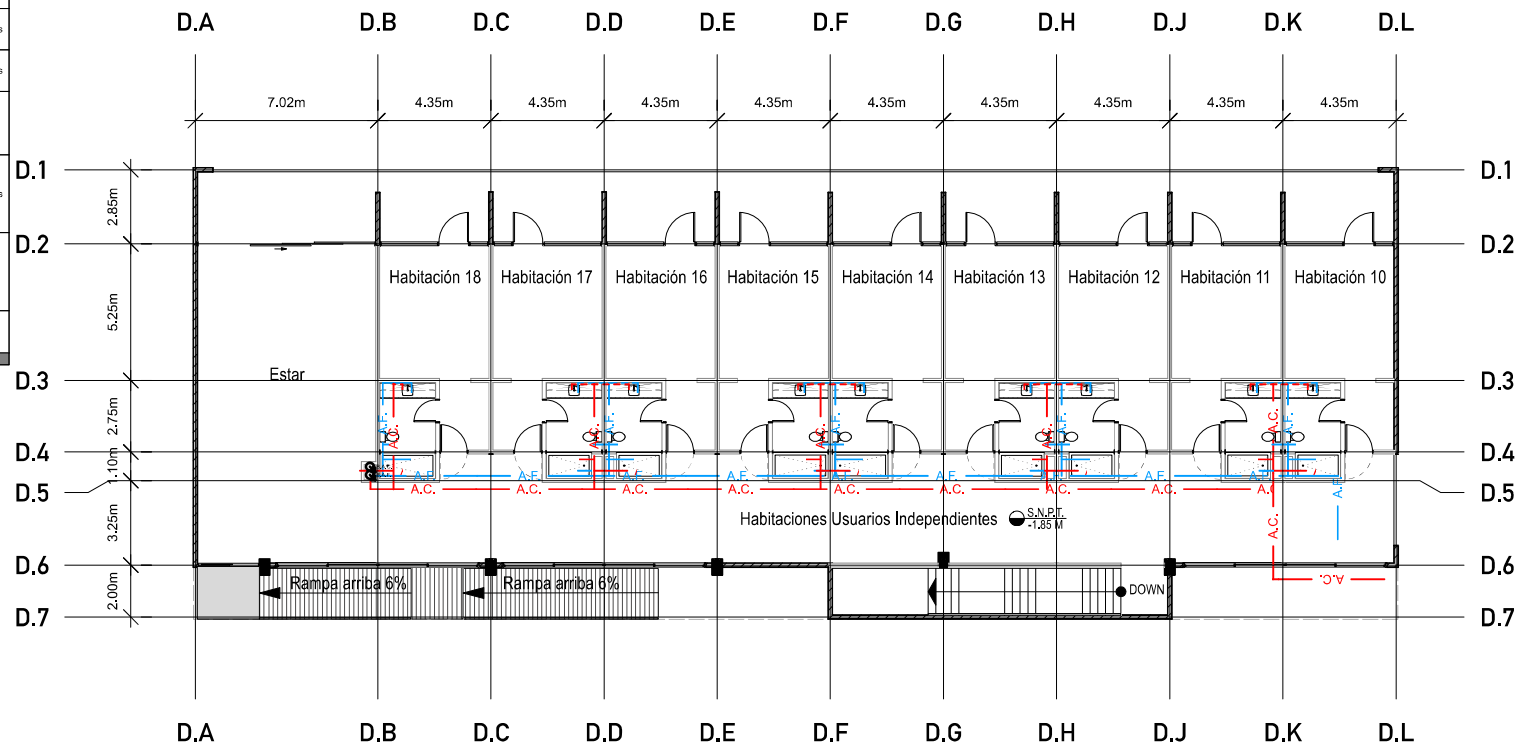 D.A D.B D.C D.D D.E D.F D.G D.H D.J D.K D.L
7.02m 4.35m 4.35m 4.35m 4.35m 4.35m 4.35m 4.35m 4.35m 4.35m
D.1 D.1
2.85m
D.2 D.2
Habitación 18 Habitación 17 Habitación 16 Habitación 15 Habitación 14 Habitación 13 Habitación 12 Habitación 11 Habitación 10
5.25m
Estar
D.3 D.3
2.75m
A.F. A.C. A.C. A.F. A.C. A.F. A.C. A.F. A.C. A.F.
D.4 D.4
1.10m
A.F. A.F. A.F. A.F. A.F. A.F. A.F. A.F.
A.C. A.C. A.C. A.C. A.C. A.C. A.C. A.C.
D.5 D.5
Habitaciones Usuarios Independientes
S.N.P.T.
-1.85 M
3.25m
A.C.
D.6 D.6
A.C.
Rampa arriba 6% Rampa arriba 6%
DOWN
2.00m
D.7 D.7
D.A D.B D.C D.D D.E D.F D.G D.H D.J D.K D.L